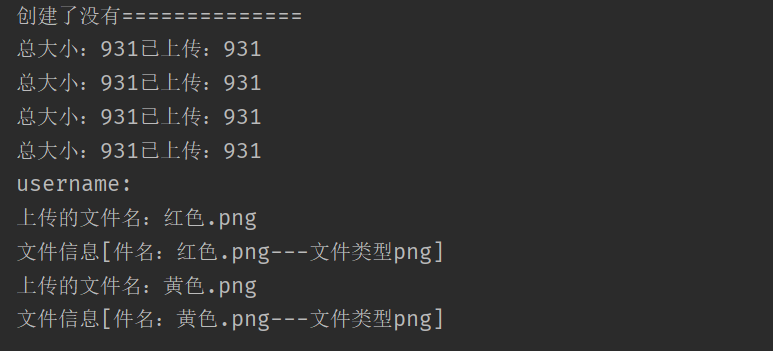 创建了没有==============
总大小：931已上传：931
总大小：931已上传：931
总大小：931已上传：931
总大小：931已上传：931
username:
上传的文件名：红色.png
文件信息[件名：红色.png---文件类型png]
上传的文件名：黄色.png
文件信息[件名：黄色.png---文件类型png]